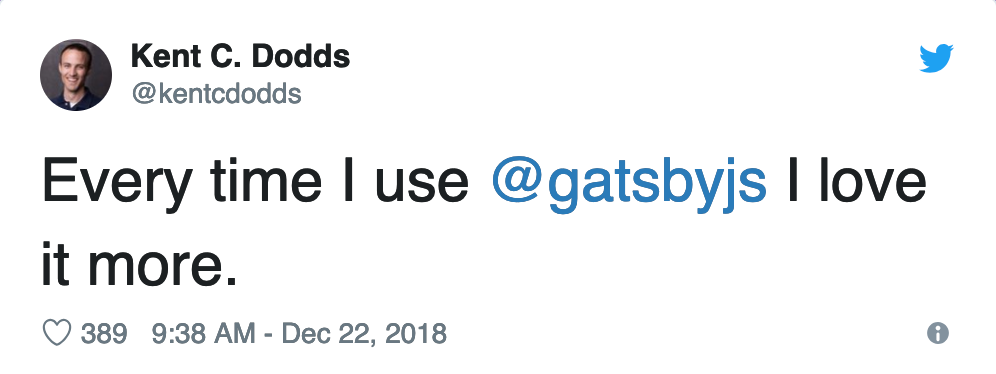 Kent C. Dodds
@kentcdodds
Every time I use @gatsbyjs I love
it more.
389 9:38 AM - Dec 22, 2018